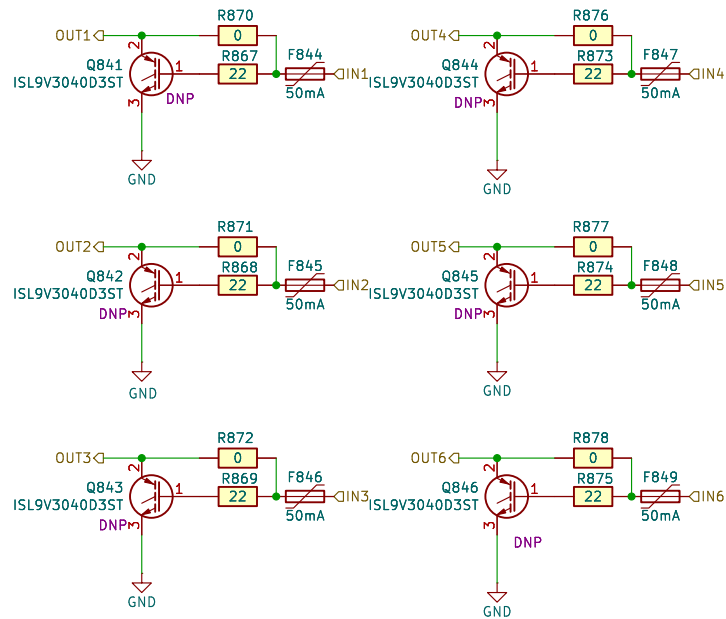 R870
OUT1
0
2
Q841
R867
F844
ISL9V3040D3ST
1
22
IN1
3
DNP
50mA
GND
R876
OUT4
0
2
Q844
R873
F847
ISL9V3040D3ST
1
22
IN4
DNP
3
50mA
GND
R871
OUT2
0
2
Q842
R868
F845
ISL9V3040D3ST
1
22
IN2
DNP
3
50mA
GND
R877
OUT5
0
2
Q845
R874
F848
ISL9V3040D3ST
1
22
IN5
DNP
3
50mA
GND
R872
OUT3
0
2
Q843
R869
F846
ISL9V3040D3ST
1
22
IN3
DNP
3
50mA
GND
R878
OUT6
0
2
Q846
R875
F849
ISL9V3040D3ST
1
22
IN6
3
50mA
DNP
GND